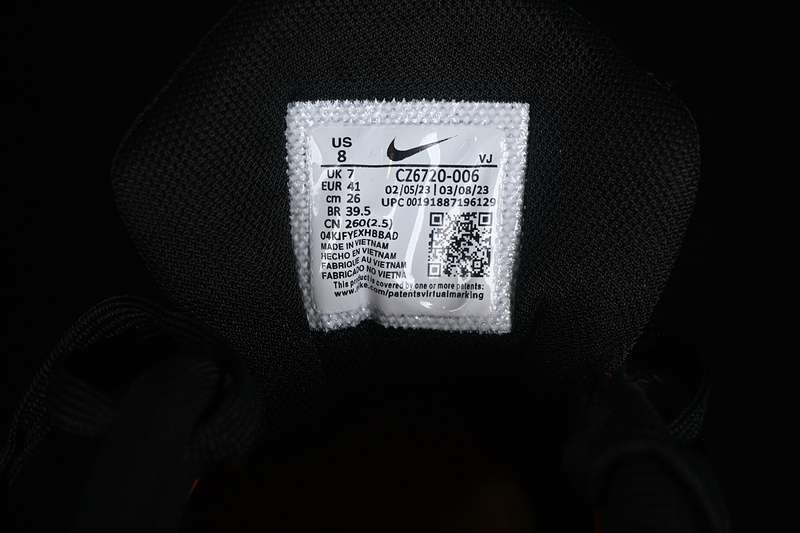 US
8
VJ
UK 7
EUR 41
cm 26
BR 39.5
CN 260(2.5)
CZ6720-006
02/05/23 | 03/08/23
UPC 00191887196129
04KJFYEXHBBAD
MADE IN VIETNAM
HECHO EN VIETNAM
FABRIQUE AU VIETNAM
FABRICADO NO VIETNA
This product is covered by one or more patents:
www.nike.com/patentsvirtualmarking